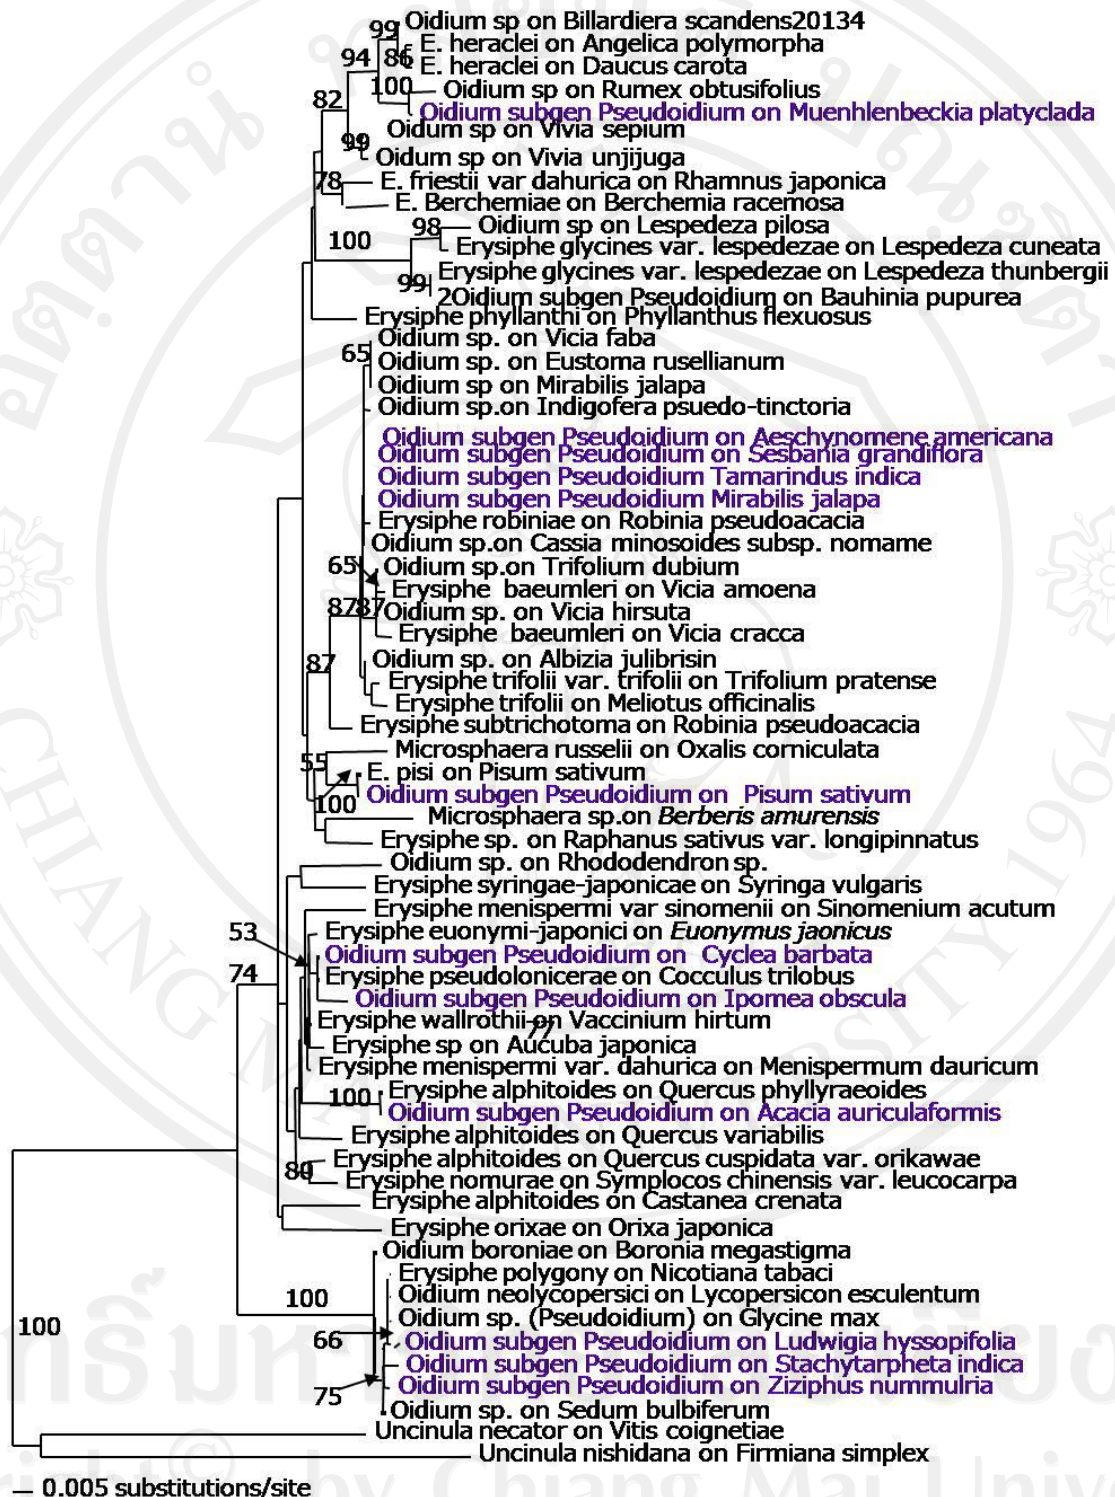 99
Oidium sp on Billardiera scandens20134
E. heraclei on Angelica polymorpha
94
86
E. heraclei on Daucus carota
100
Oidium sp on Rumex obtusifolius
82
Oidium subgen Pseudoidium on Muenhlenbeckia platyclada
Oidum sp on Vivia sepium
Oidum sp on Vivia unjijuga
78
E. friestii var dahurica on Rhamnus japonica
E. Berchemiae on Berchemia racemosa
98
Oidium sp on Lespedeza pilosa
100
Erysiphe glycines var. lespedezae on Lespedeza cuneata
Erysiphe glycines var. lespedezae on Lespedeza thunbergii
99
2Oidium subgen Pseudoidium on Bauhinia pupurea
Erysiphe phyllanthi on Phyllanthus flexuosus
Oidium sp. on Vicia faba
65
Oidium sp. on Eustoma rusellianum
Oidium sp on Mirabilis jalapa
Oidium sp.on Indigofera psuedo-tinctoria
Oidium subgen Pseudoidium on Aeschynomene americana
Oidium subgen Pseudoidium on Sesbania grandiflora
Oidium subgen Pseudoidium Tamarindus indica
Oidium subgen Pseudoidium Mirabilis jalapa
Erysiphe robiniae on Robinia pseudoacacia
Oidium sp.on Cassia minosoides subsp. nomame
65
Oidium sp.on Trifolium dubium
Erysiphe baeumleri on Vicia amoena
87
87
Oidium sp. on Vicia hirsuta
Erysiphe baeumleri on Vicia cracca
87
Oidium sp. on Albizia julibrisin
Erysiphe trifolii var. trifolii on Trifolium pratense
Erysiphe trifolii on Meliotus officinalis
Erysiphe subtrichotoma on Robinia pseudoacacia
Microsphaera russelii on Oxalis corniculata
55
E. pisi on Pisum sativum
100
Oidium subgen Pseudoidium on Pisum sativum
Microsphaera sp.on Berberis amurensis
Erysiphe sp. on Raphanus sativus var. longipinnatus
Oidium sp. on Rhododendron sp.
Erysiphe syringae-japonicae on Syringa vulgaris
Erysiphe menispermi var sinomenii on Sinomenium acutum
53
Erysiphe euonymi-japonici on Euonymus jaonicus
Oidium subgen Pseudoidium on Cyclea barbata
74
Erysiphe pseudolonicerae on Cocculus trilobus
Oidium subgen Pseudoidium on Ipomea obscula
Erysiphe wallrothii on Vaccinium hirtum
77
Erysiphe sp on Aucuba japonica
Erysiphe menispermi var. dahurica on Menispermum dauricum
100
Erysiphe alphitoides on Quercus phyllyraeoides
Oidium subgen Pseudoidium on Acacia auriculaformis
Erysiphe alphitoides on Quercus variabilis
Erysiphe alphitoides on Quercus cuspidata var. orikawae
80
Erysiphe nomurae on Symplocos chinensis var. leucocarpa
Erysiphe alphitoides on Castanea crenata
Erysiphe orixae on Orixa japonica
Oidium boroniae on Boronia megastigma
Erysiphe polygony on Nicotiana tabaci
100
Oidium neolycopersici on Lycopersicon esculentum
Oidium sp. (Pseudoidium) on Glycine max
100
66
Oidium subgen Pseudoidium on Ludwigia hyssopifolia
Oidium subgen Pseudoidium on Stachytarpheta indica
75
Oidium subgen Pseudoidium on Ziziphus nummulria
Oidium sp. on Sedum bulbiferum
Uncinula necator on Vitis coignetiae
Uncinula nishidana on Firmiana simplex
0.005 substitutions/site
CHIANG MAI
1964
© by Chiang Mai